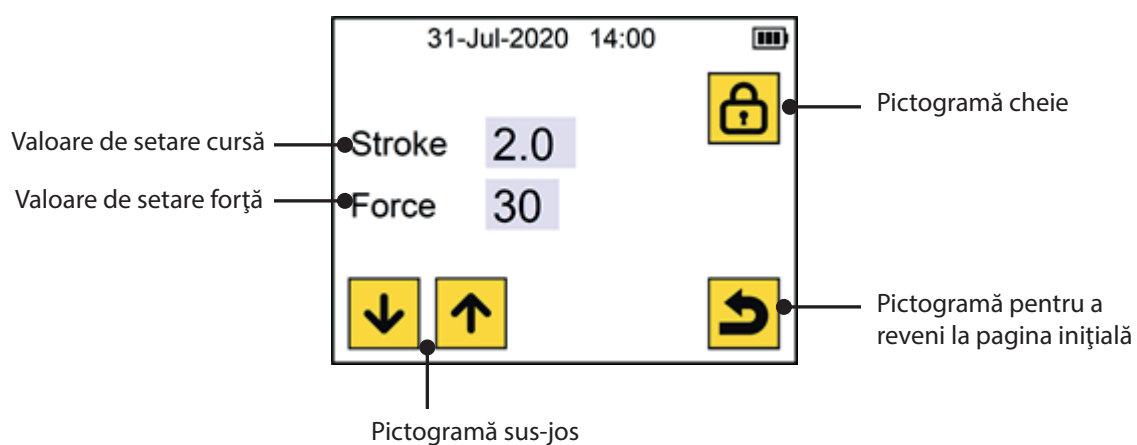 31-Jul-2020 14:00
Pictogramă cheie
Valoare de setare cursă
Stroke 2.0
Valoare de setare forţă
Force 30
Pictogramă pentru a
reveni la pagina iniţială
Pictogramă sus-jos